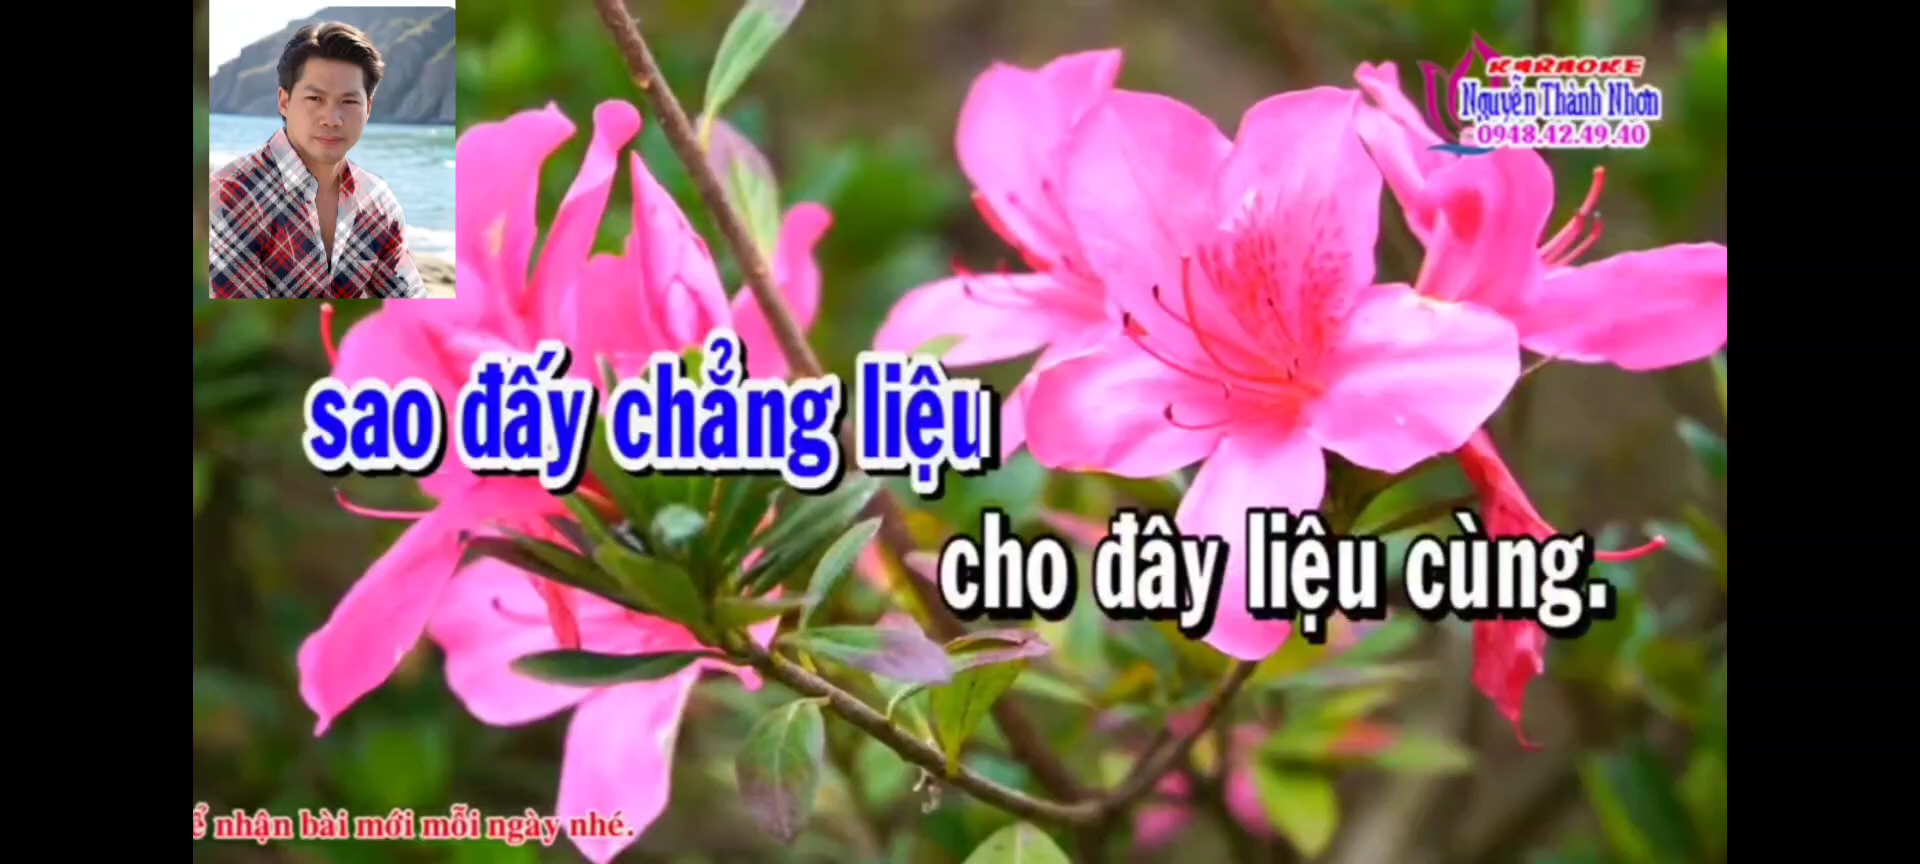 KARAOKE
Nguyễn Thành Nhơn
0948.42.49.40
sao đấy chẳng liệu
cho đây liệu cùng.
ể nhận bài mới mỗi ngày nhé.